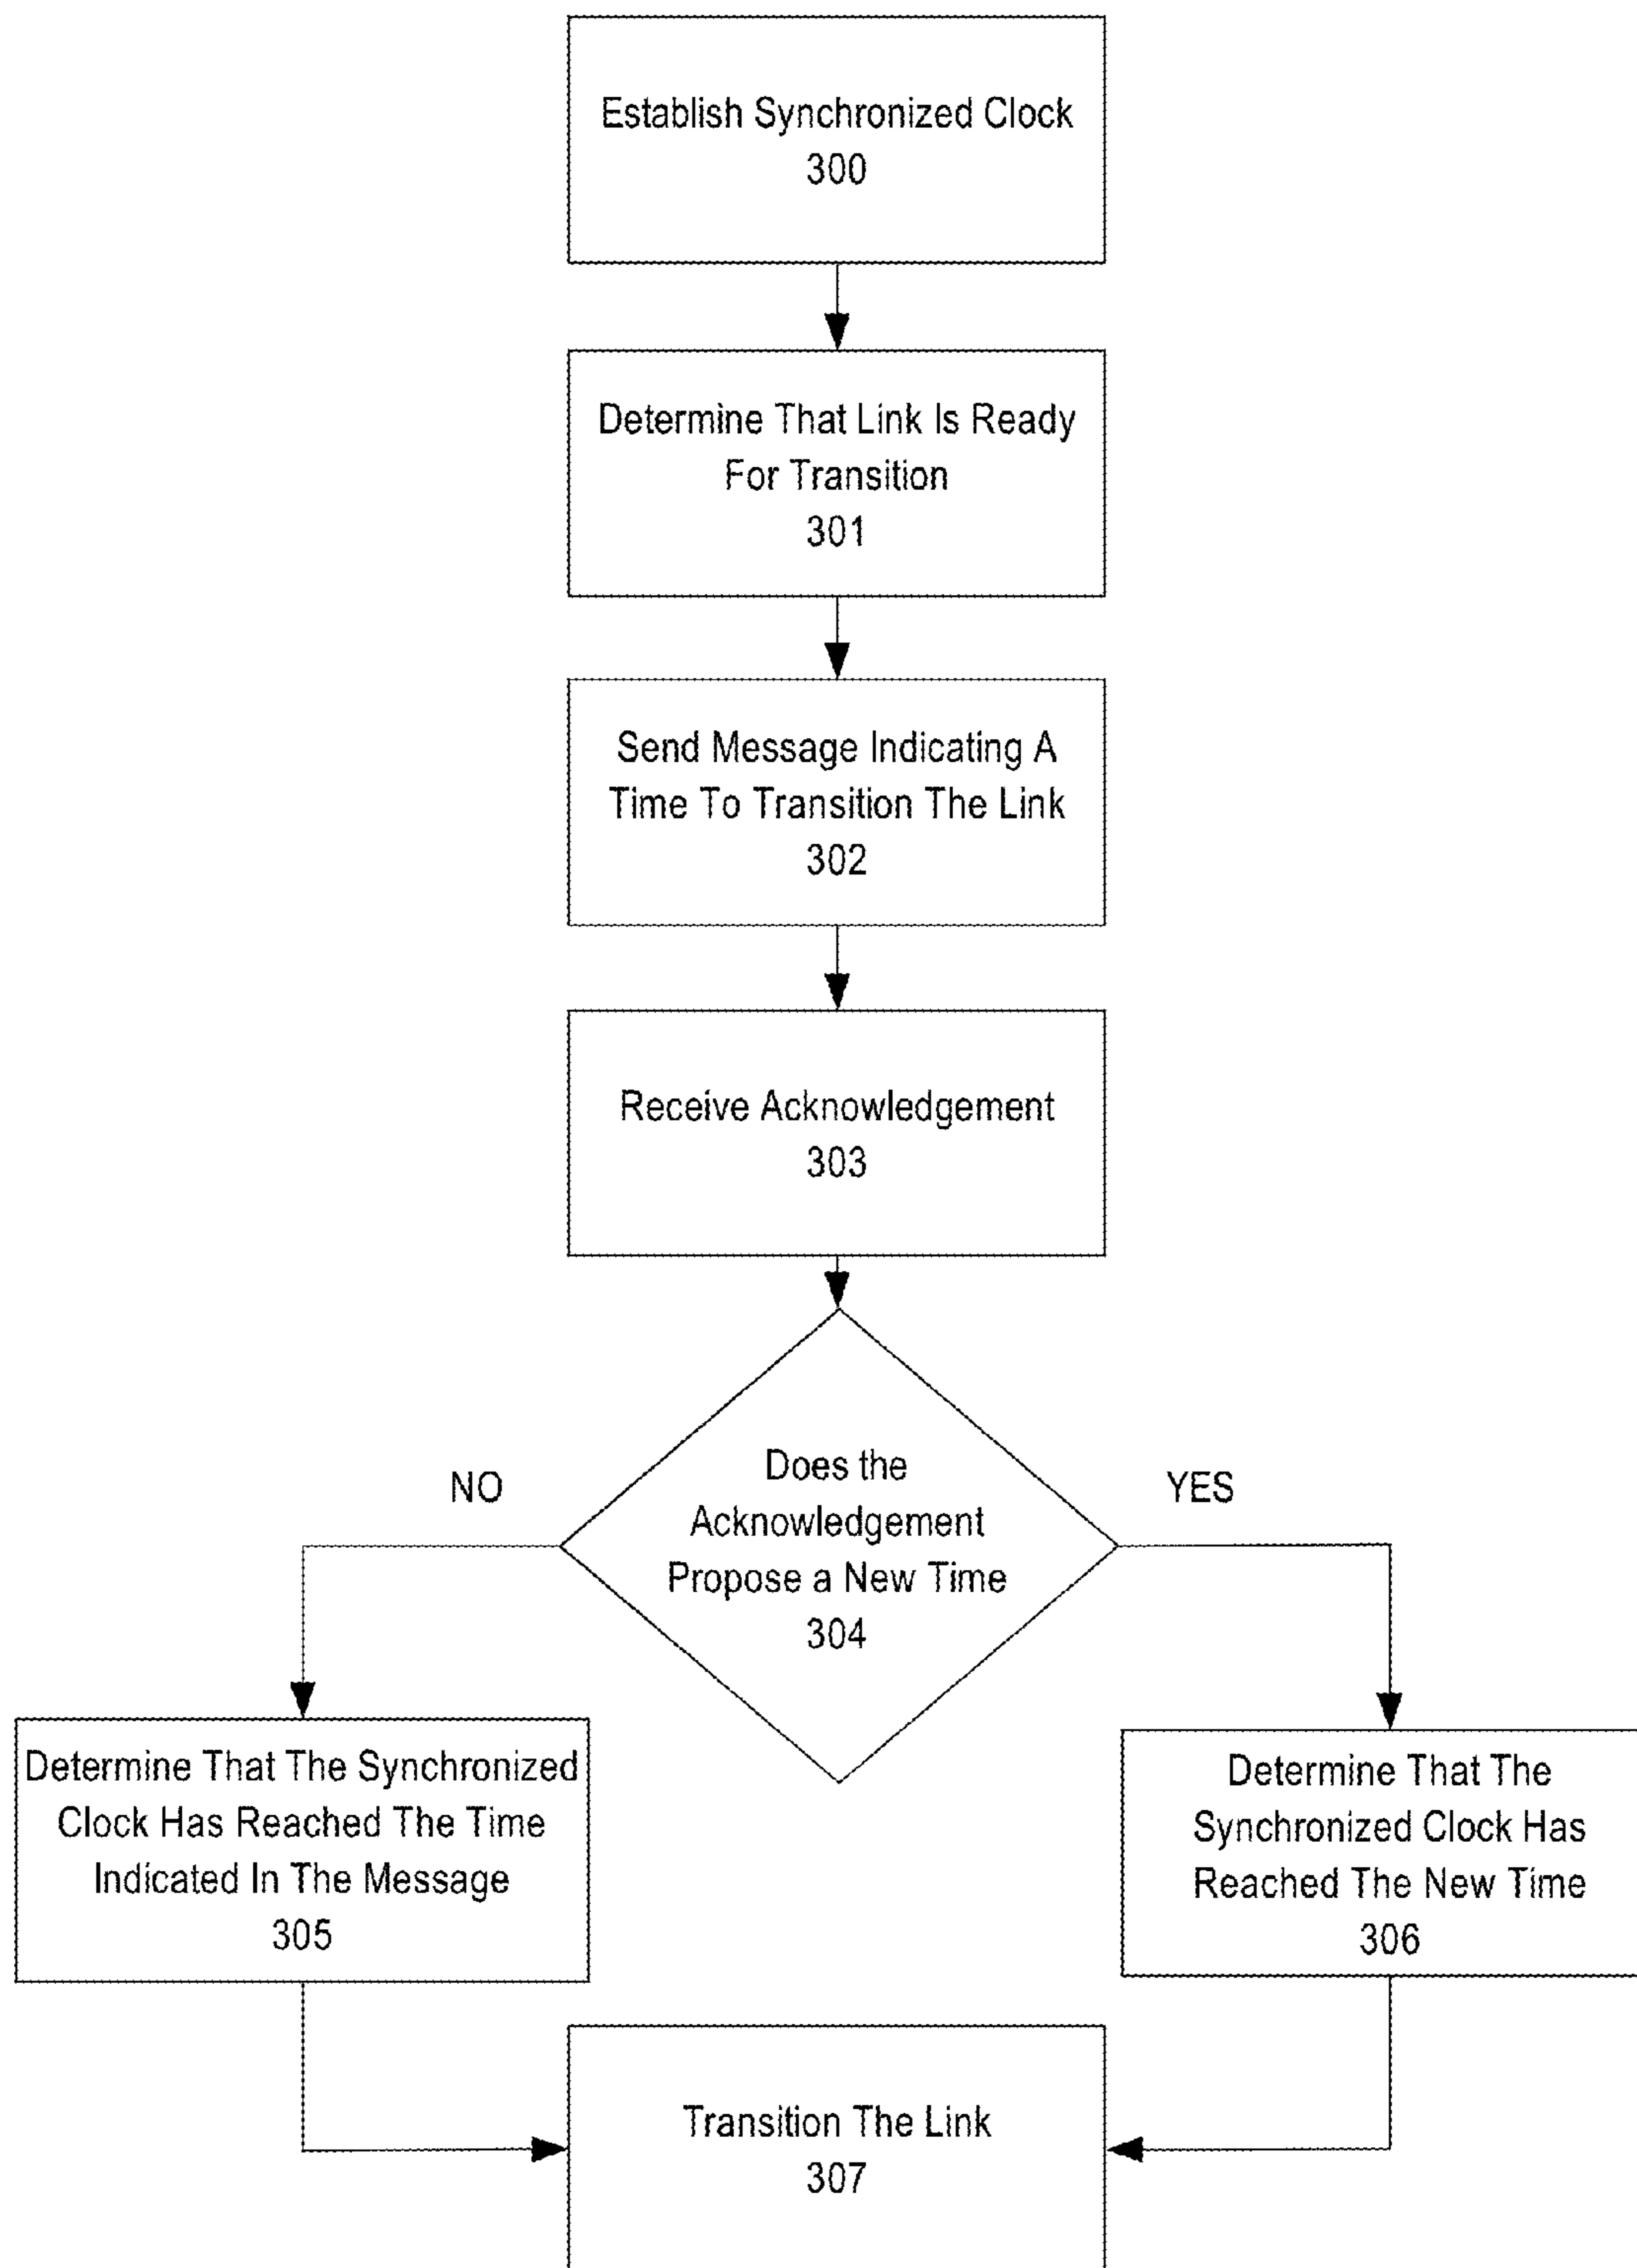 Establish Synchronized Clock
300
Determine That Link Is Ready
For Transition
301
Send Message Indicating A
Time To Transition The Link
302
Receive Acknowledgement
303
Does the
Acknowledgement
Propose a New Time
304
NO
YES
Determine That The Synchronized
Clock Has Reached The Time
Indicated In The Message
305
Determine That The
Synchronized Clock Has
Reached The New Time
306
Transition The Link
307